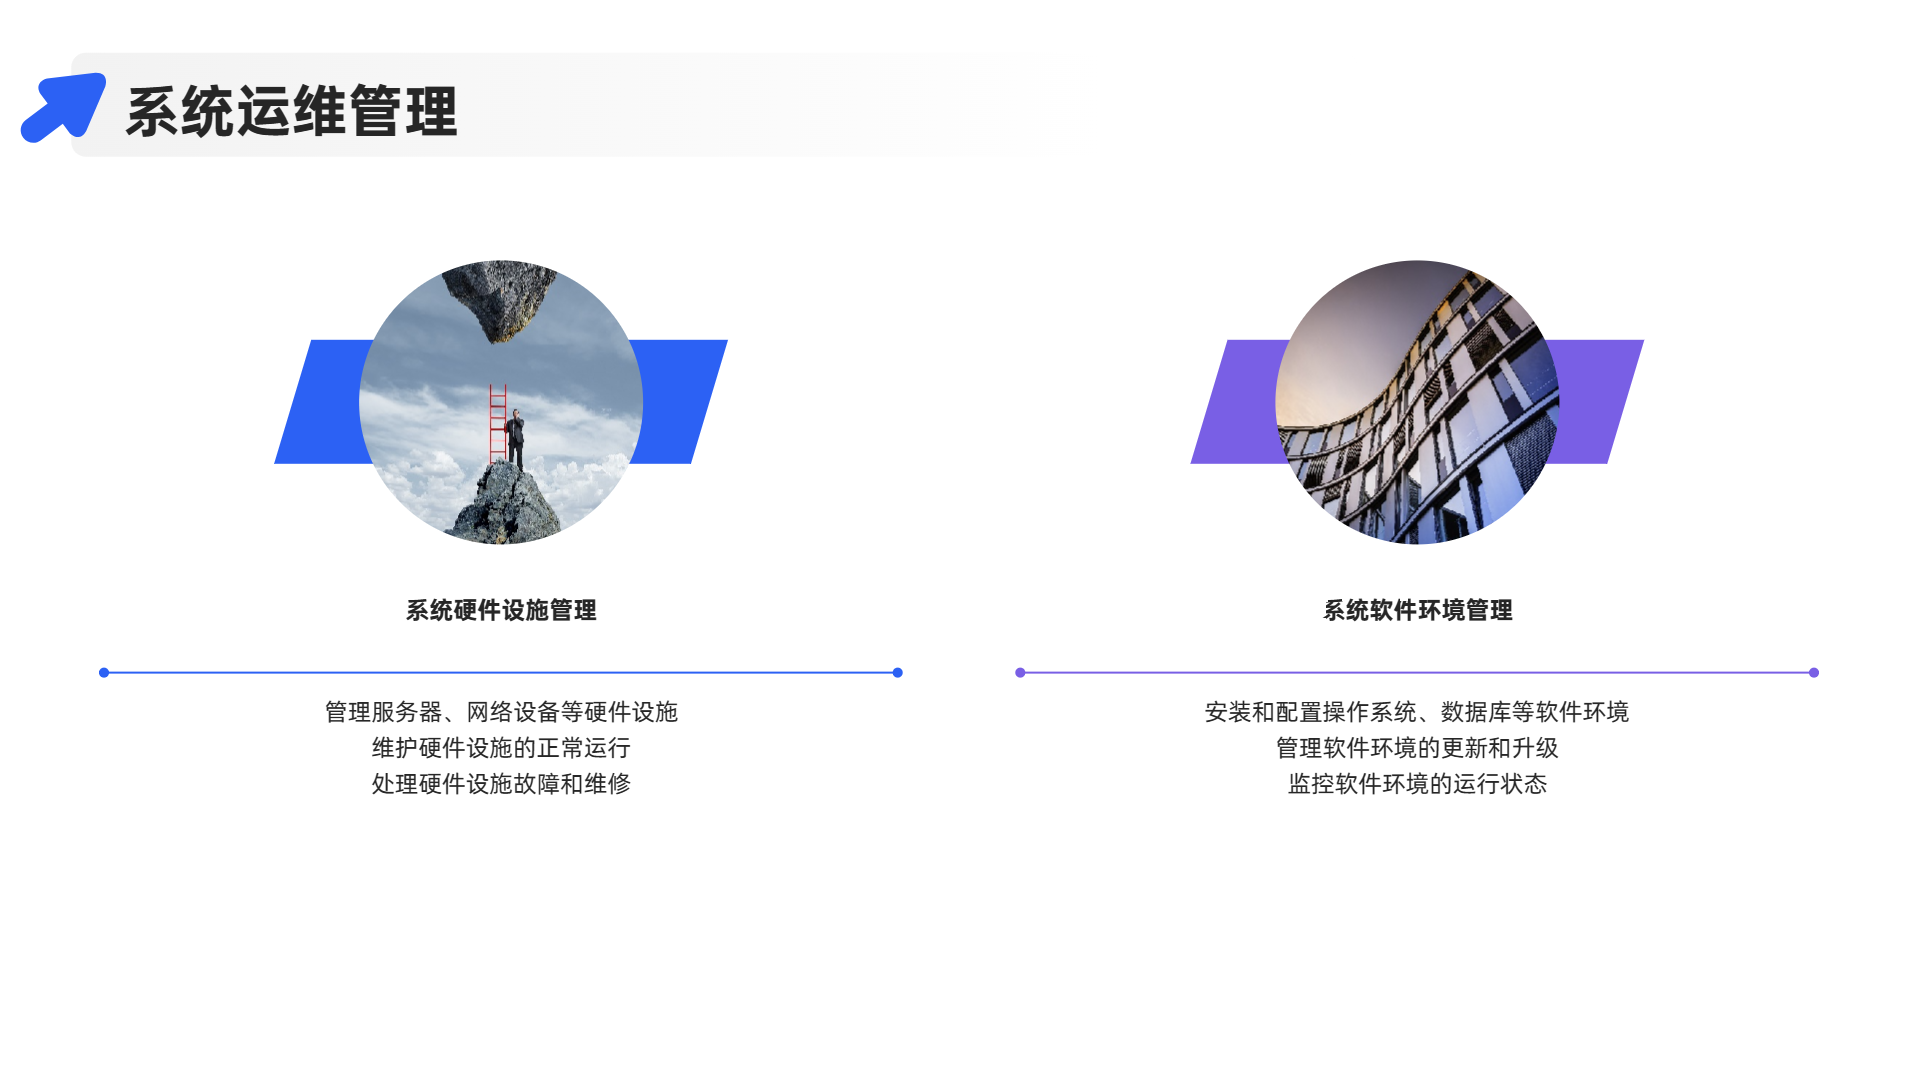 系统运维管理
系统硬件设施管理
管理服务器、网络设备等硬件设施
维护硬件设施的正常运行
处理硬件设施故障和维修
系统软件环境管理
安装和配置操作系统、数据库等软件环境
管理软件环境的更新和升级
监控软件环境的运行状态